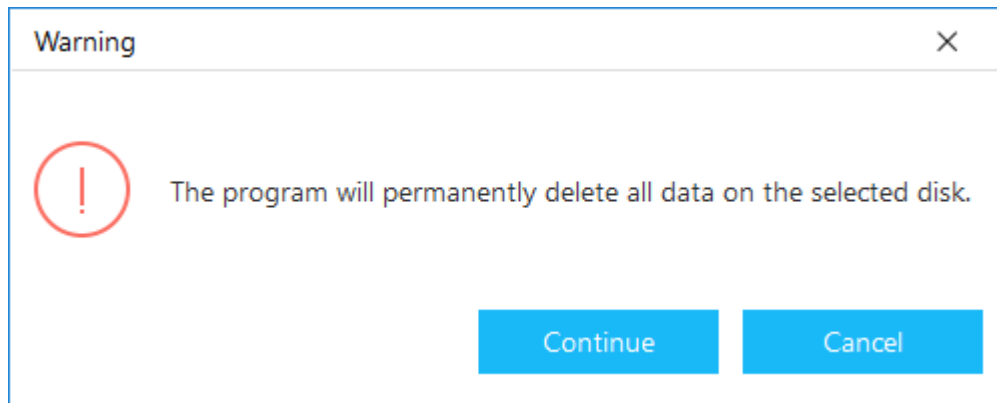 Warning
The program will permanently delete all data on the selected disk.
Continue
Cancel